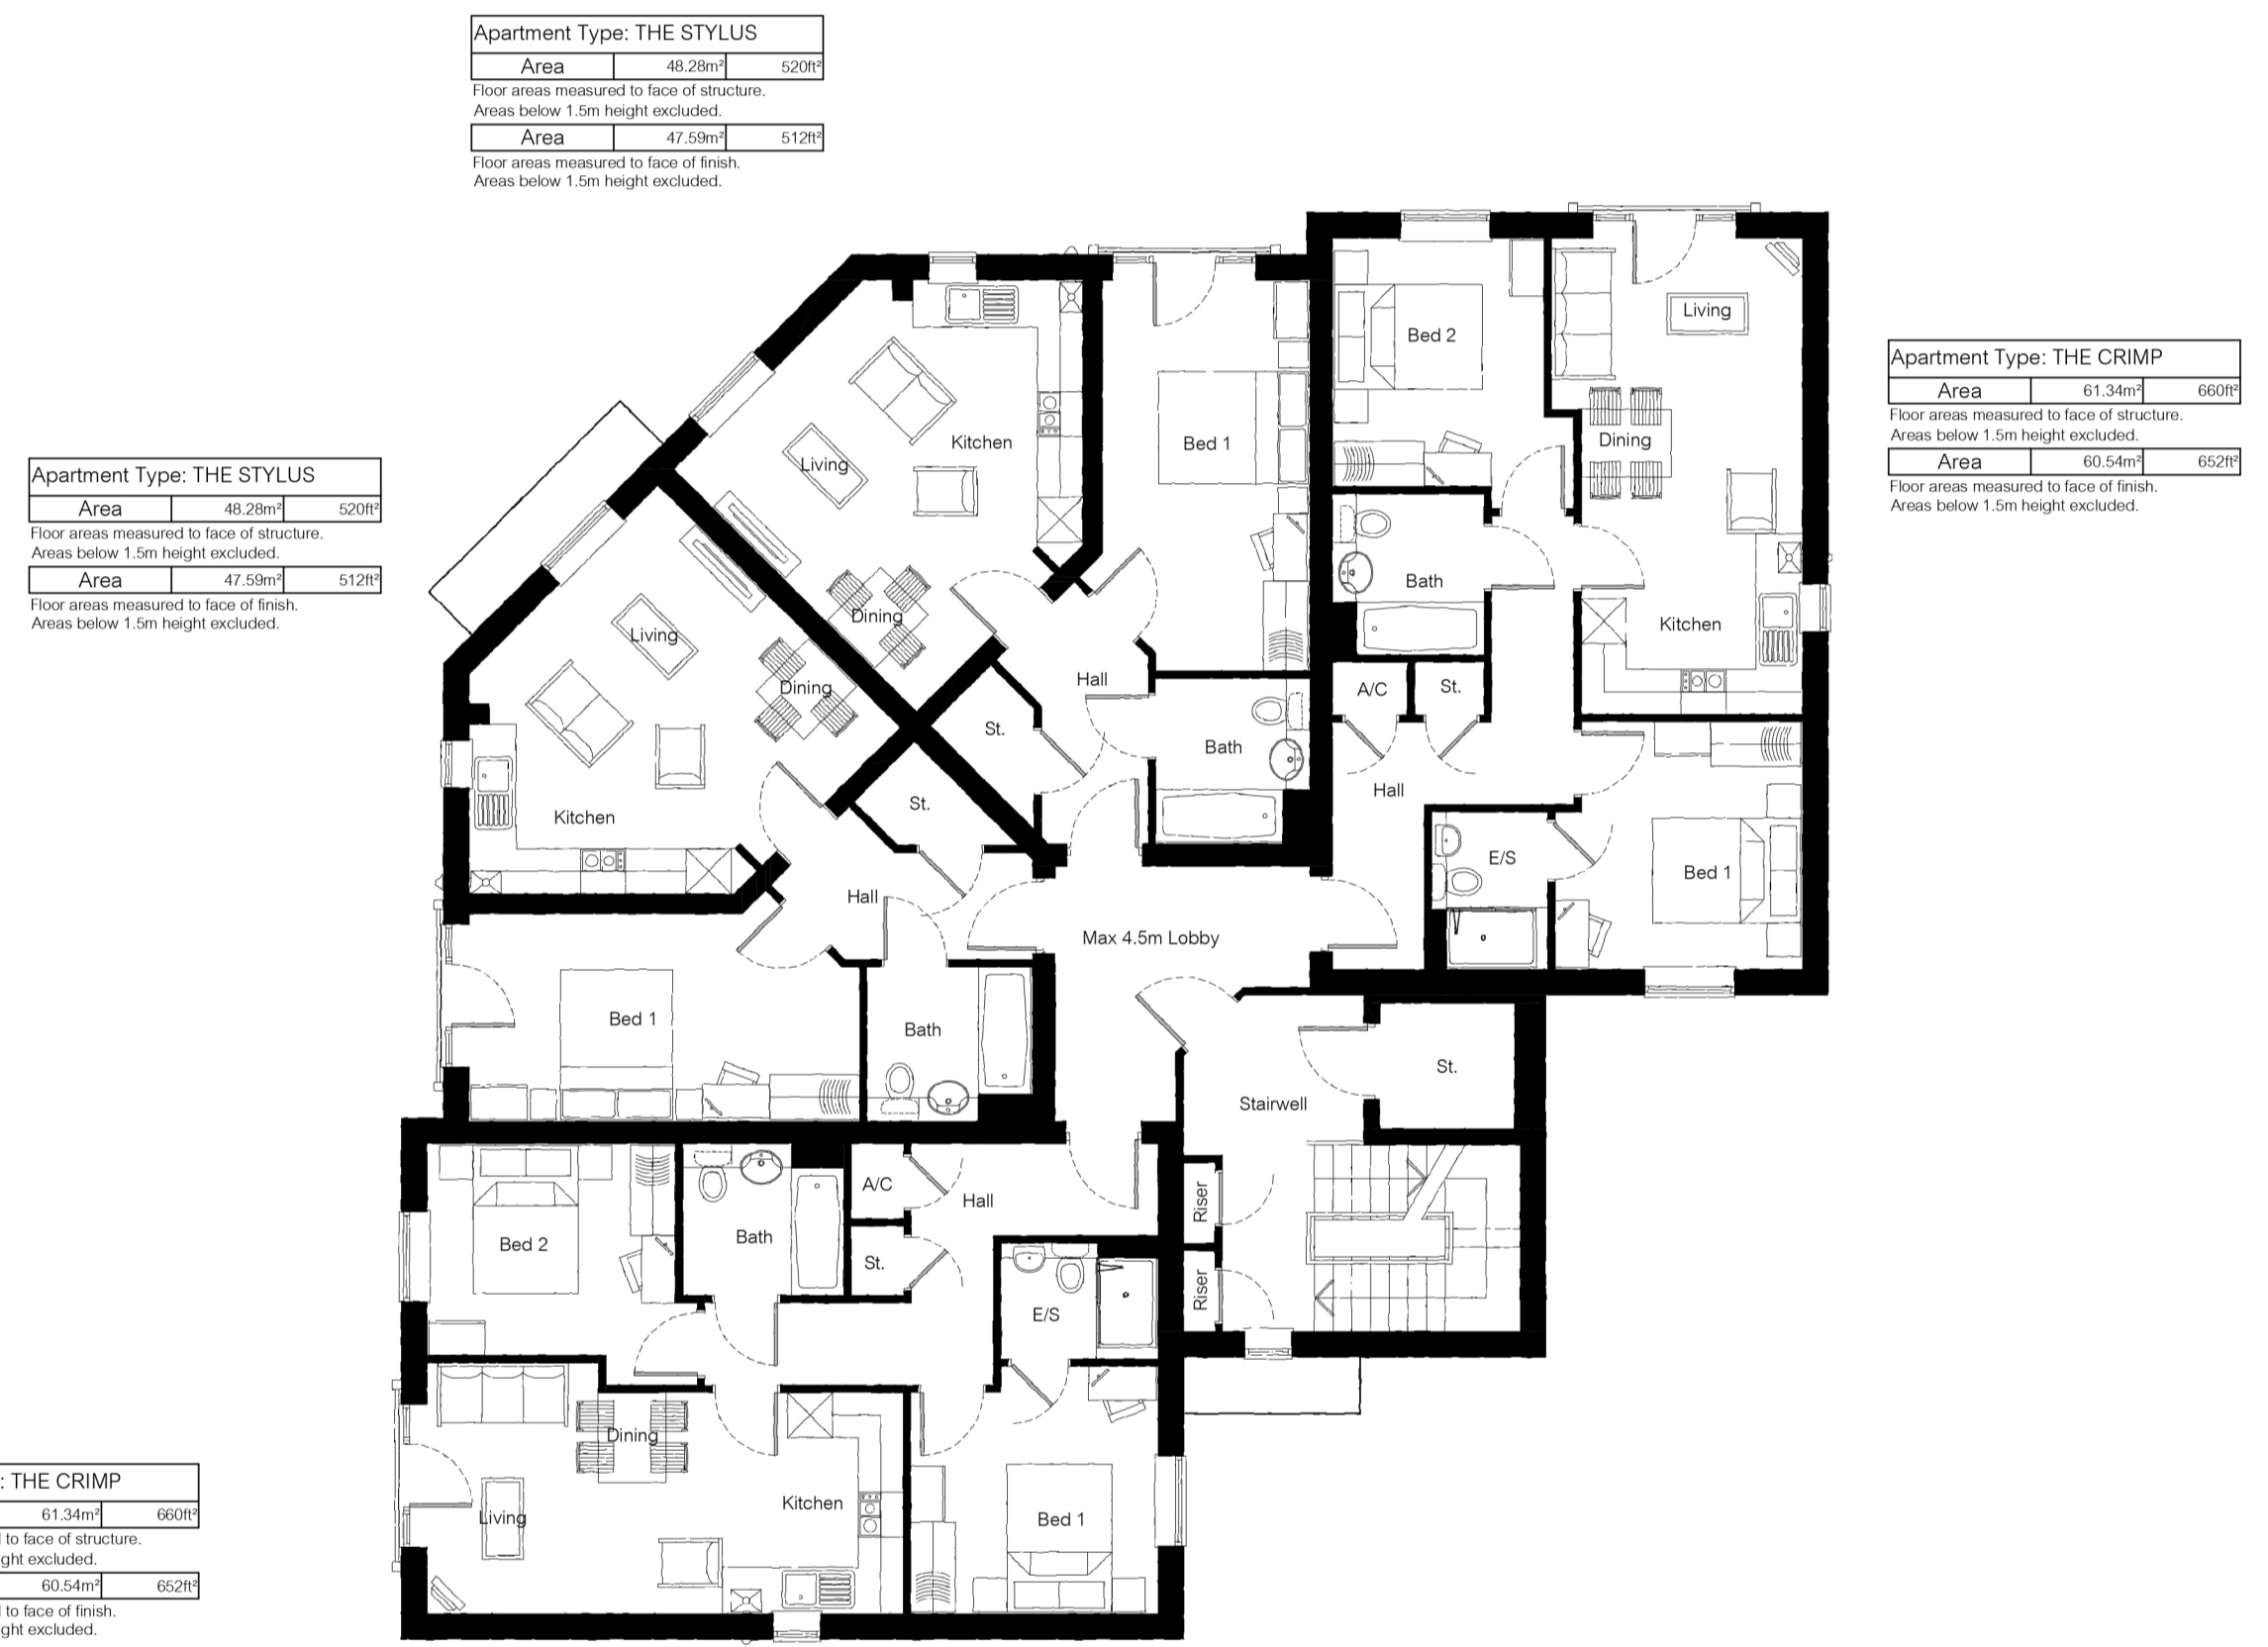 Apartment Type: THE STYLUS
Area 48.28m² 520ft²
Floor areas measured to face of structure.
Areas below 1.5m height excluded.
Area 47.59m² 512ft²
Floor areas measured to face of finish.
Areas below 1.5m height excluded.
Apartment Type: THE CRIMP
Area 61.34m² 660ft²
Floor areas measured to face of structure.
Areas below 1.5m height excluded.
Area 60.54m² 652ft²
Floor areas measured to face of finish.
Areas below 1.5m height excluded.
Apartment Type: THE STYLUS
Area 48.28m² 520ft²
Floor areas measured to face of structure.
Areas below 1.5m height excluded.
Area 47.59m² 512ft²
Floor areas measured to face of finish.
Areas below 1.5m height excluded.
Living
Bed 2
Dining
Kitchen
Bed 1
Living
Bath
Dining
Kitchen
Living
Hall
Dining
A/C
St.
St.
Bath
Hall
St.
Kitchen
E/S
Bed 1
Hall
Max 4.5m Lobby
Bed 1
Bath
St.
Stairwell
A/C
Hall
Riser
Bed 2
Bath
St.
Riser
E/S
Dining
Living
Kitchen
Bed 1
: THE CRIMP
61.34m² 660ft²
to face of structure.
ght excluded.
60.54m² 652ft²
to face of finish.
ght excluded.